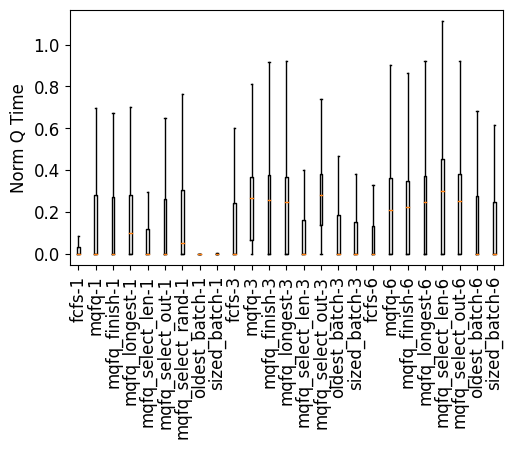 Norm Q Time
1.0
0.8
0.6
0.4
0.2
0.0
fcfs-1
mqfq-1
mqfq_finish-1
mqfq_longest-1
mqfq_select_len-1
mqfq_select_out-1
mqfq_select_rand-1
oldest_batch-1
sized_batch-1
fcfs-3
mqfq-3
mqfq_finish-3
mqfq_longest-3
mqfq_select_len-3
mqfq_select_out-3
oldest_batch-3
sized_batch-3
fcfs-6
mqfq-6
mqfq_finish-6
mqfq_longest-6
mqfq_select_len-6
mqfq_select_out-6
oldest_batch-6
sized_batch-6